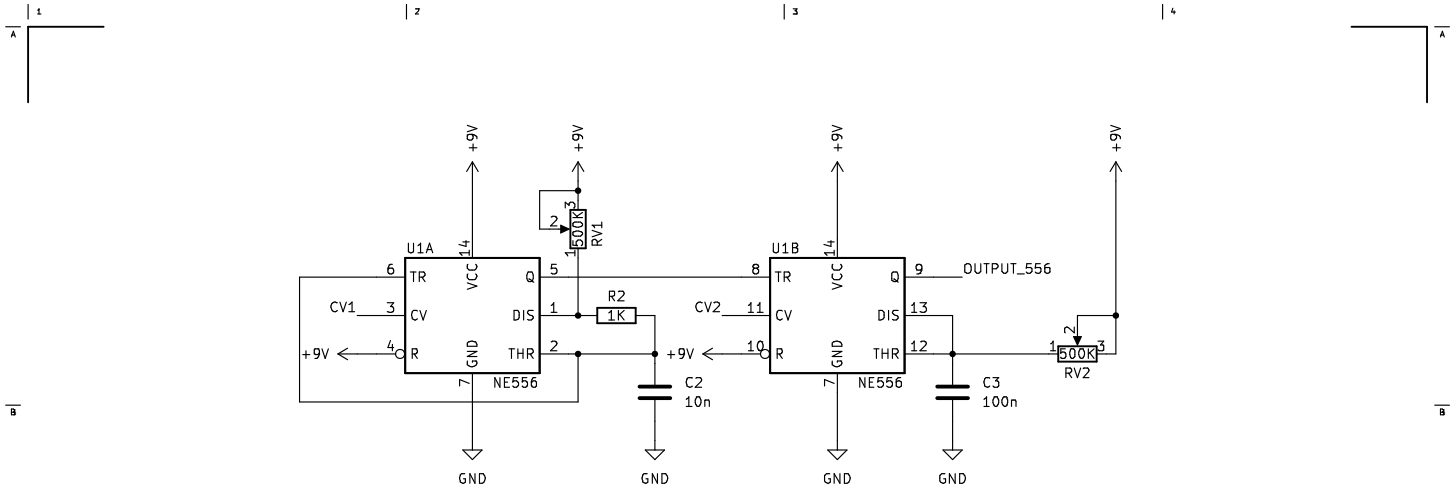 1 2 3 4
A A
+9V +9V +9V +9V
U1A 14 3 2 500K 1 RV1 U1B 14
6 TR VCC Q 5 8 TR VCC Q 9 OUTPUT_556
R2
CV1 3 CV DIS 1 1K CV2 11 CV DIS 13
2
+9V 4 R GND THR 2 +9V 10 R GND THR 12 1 500K 3
RV2
7 NE556 C2 7 NE556 C3
10n 100n
B B
GND GND GND GND